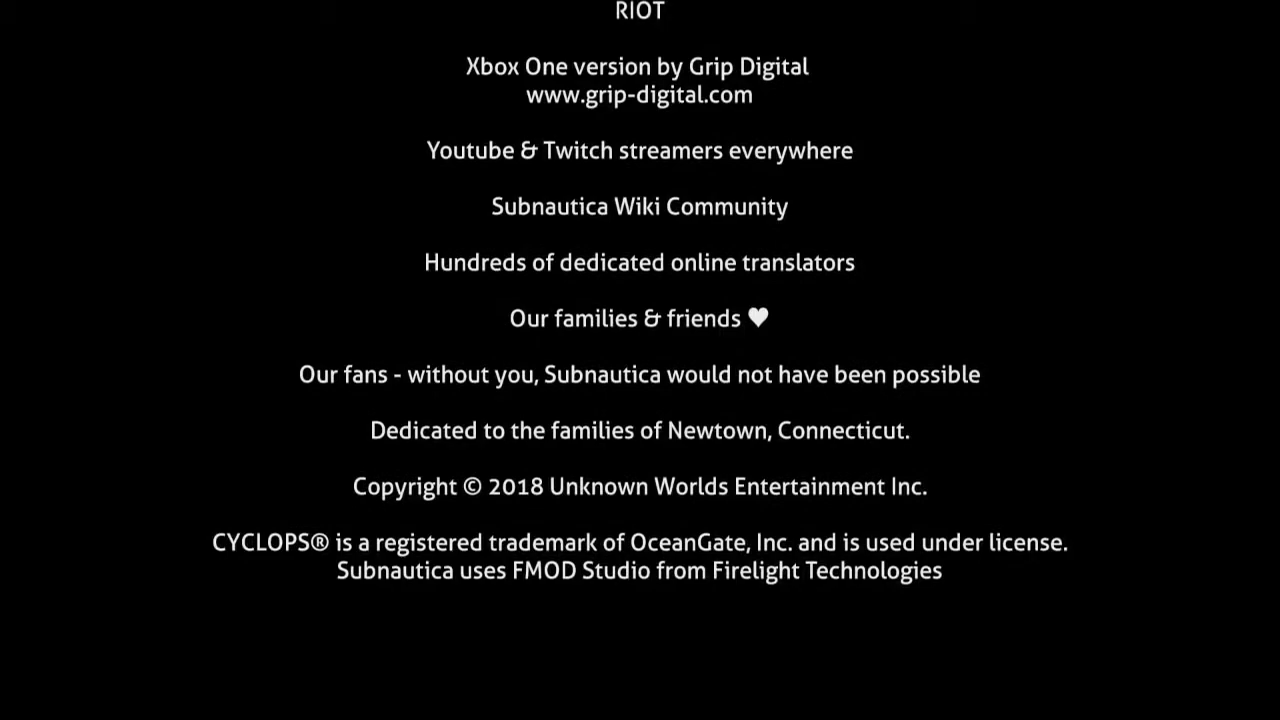 RIOT
Xbox One version by Grip Digital
www.grip-digital.com
Youtube & Twitch streamers everywhere
Subnautica Wiki Community
Hundreds of dedicated online translators
Our families & friends ♥
Our fans - without you, Subnautica would not have been possible
Dedicated to the families of Newtown, Connecticut.
Copyright © 2018 Unknown Worlds Entertainment Inc.
CYCLOPS® is a registered trademark of OceanGate, Inc. and is used under license.
Subnautica uses FMOD Studio from Firelight Technologies